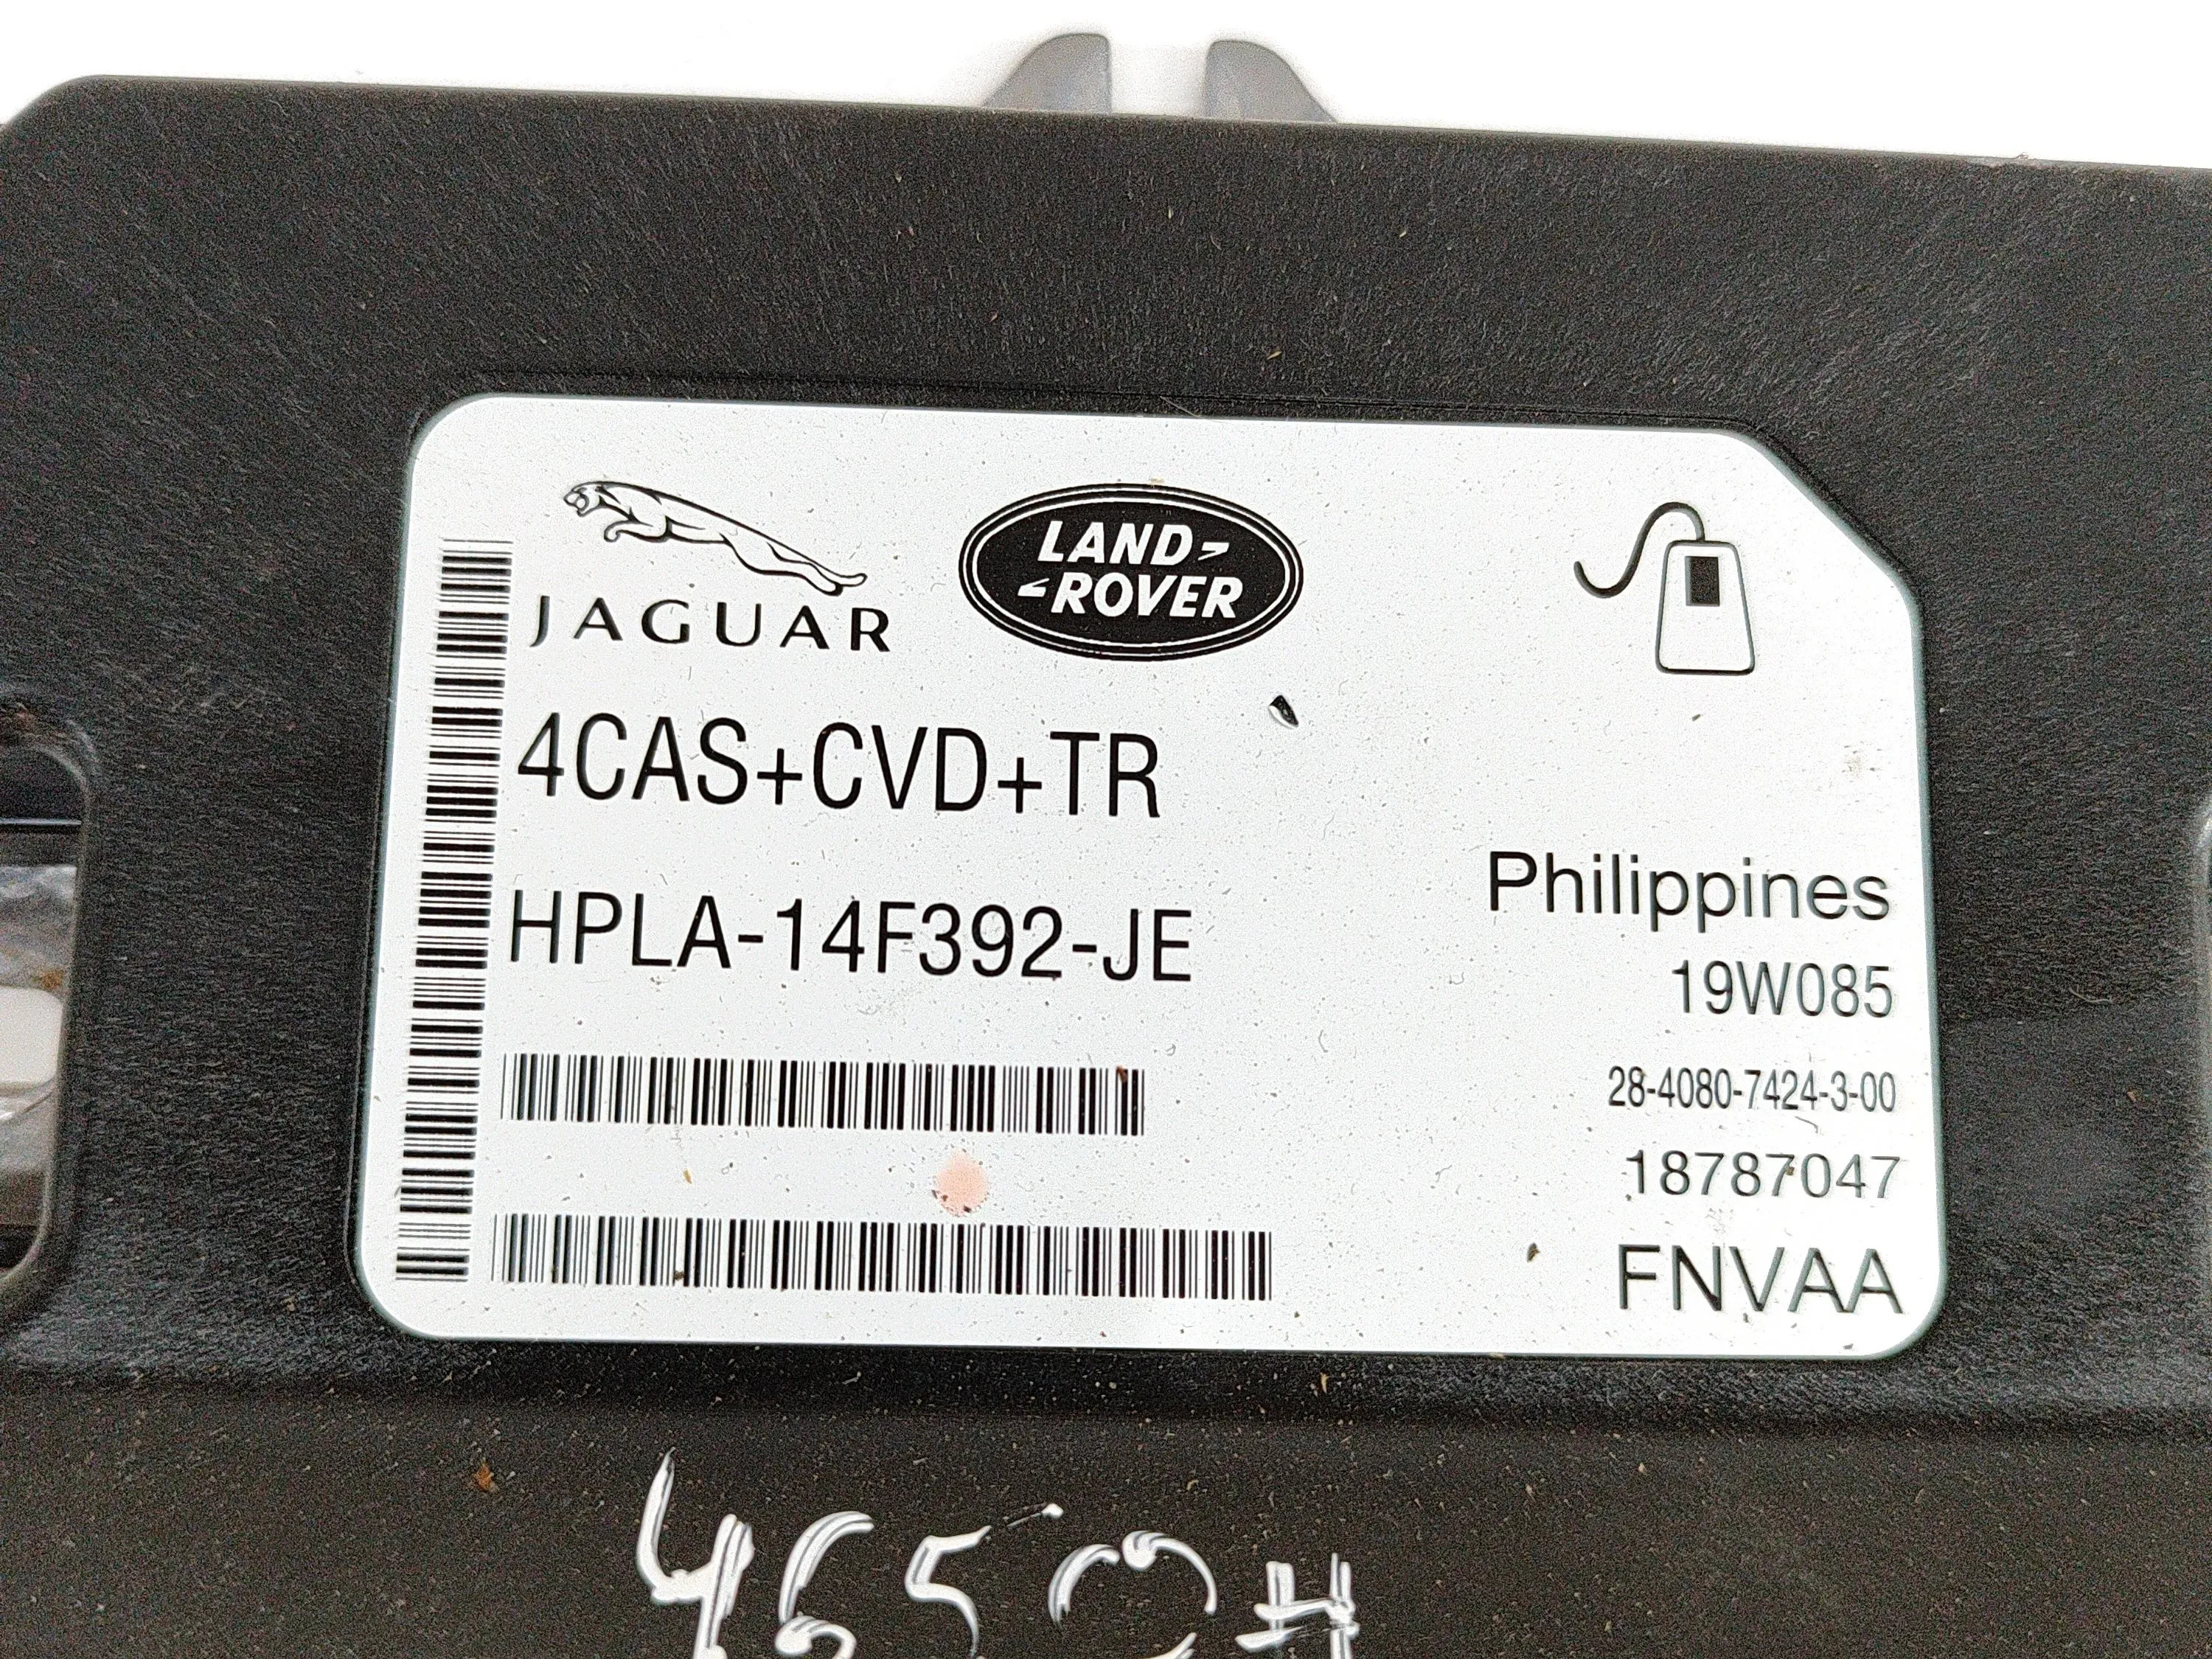 JAGUAR
LAND-
-ROVER
4CAS+CVD+TR
HPLA-14F392-JE
Philippines
19W085
28-4080-7424-3-00
18787047
FNVAA